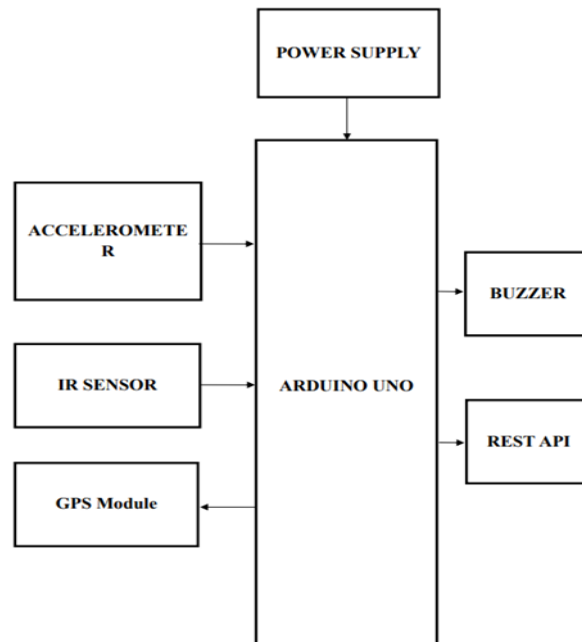 POWER SUPPLY
ACCELEROMETE
R
BUZZER
IR SENSOR
ARDUINO UNO
REST API
GPS Module